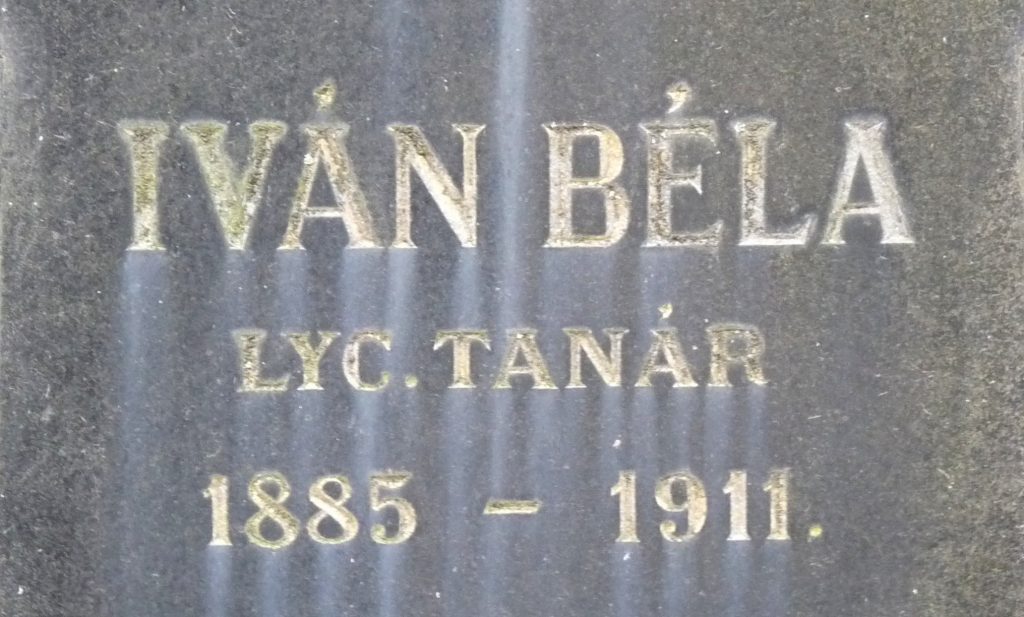 IVÁN BÉLA
LYC. TANÁR
1885 – 1911.